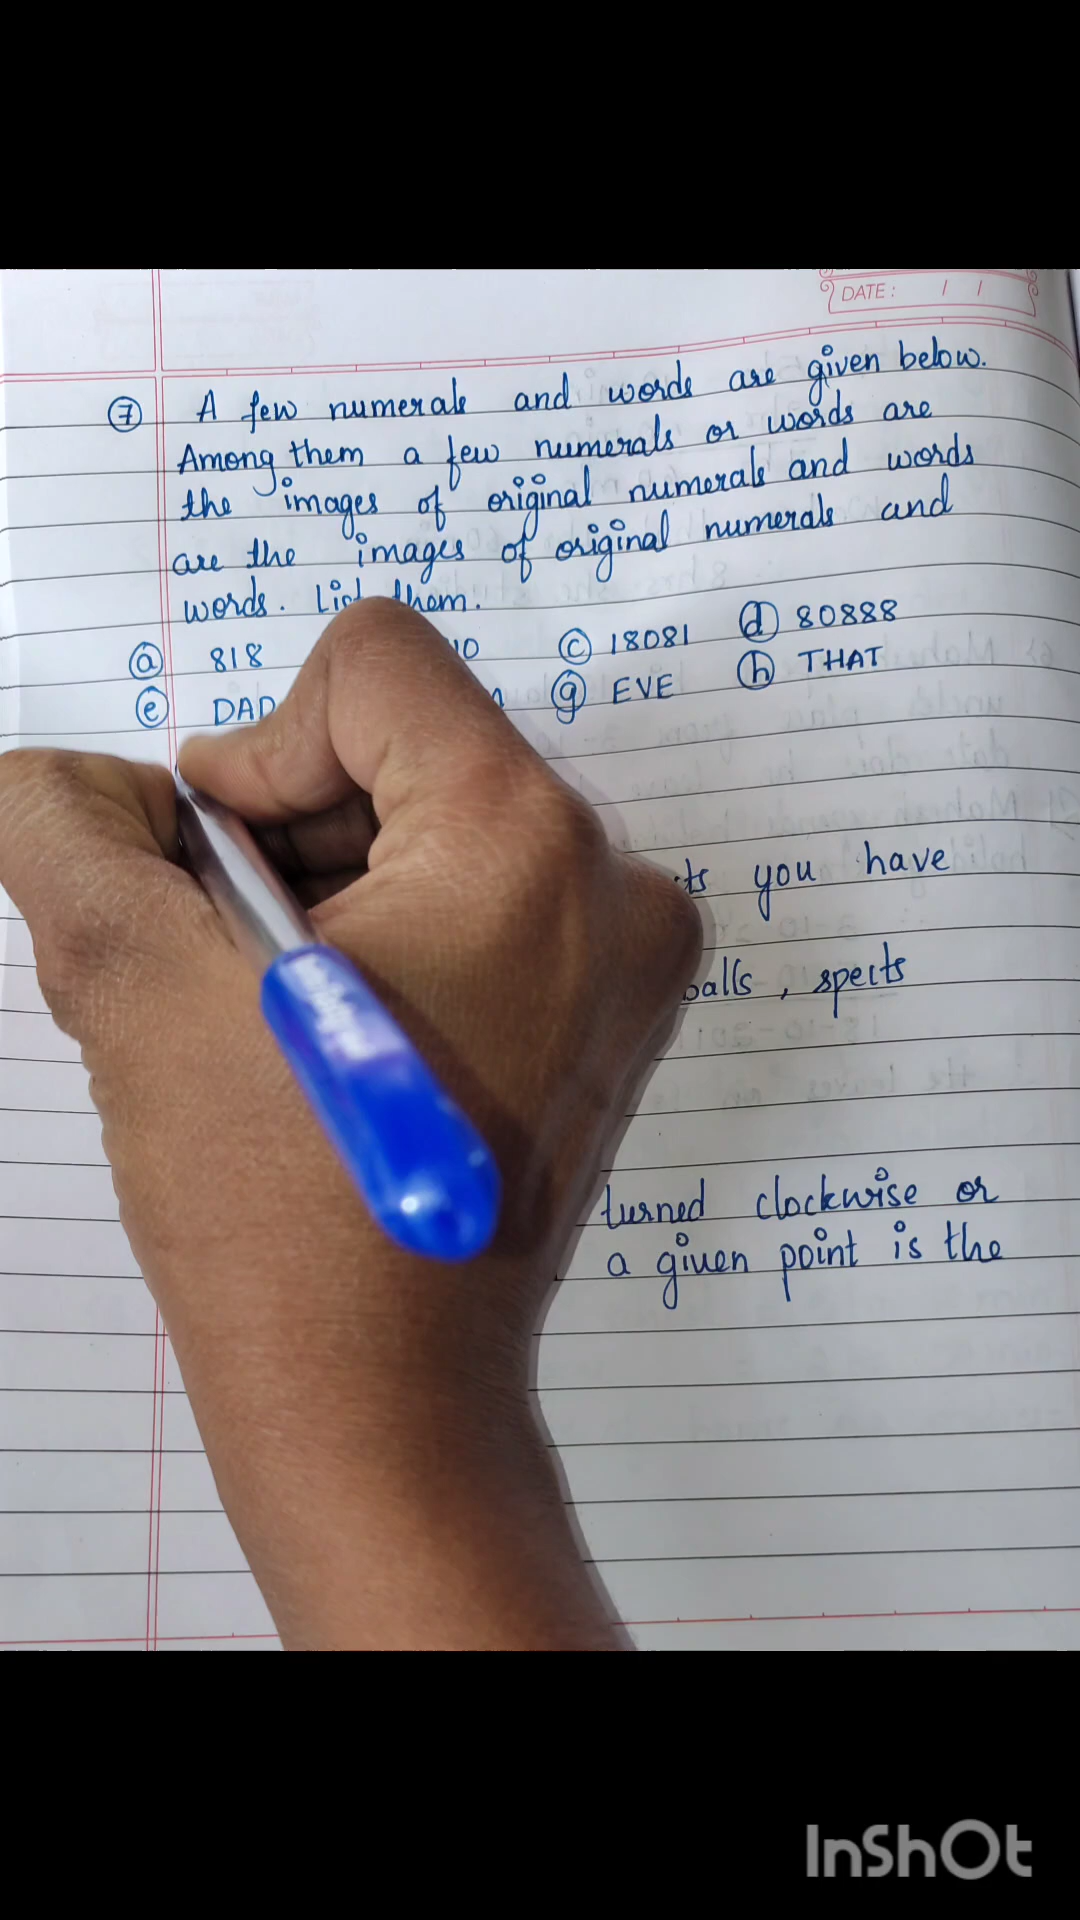 DATE: / /
7 A few numerals and words are given below.
Among them a few numerals or words are
the images of original numerals and words
are the images of original numerals and
words. List them.
a 818 10 c 18081 d 80888
e DAD g EVE h THAT
you have
balls, spects
turned clockwise or
a given point is the
InShOt